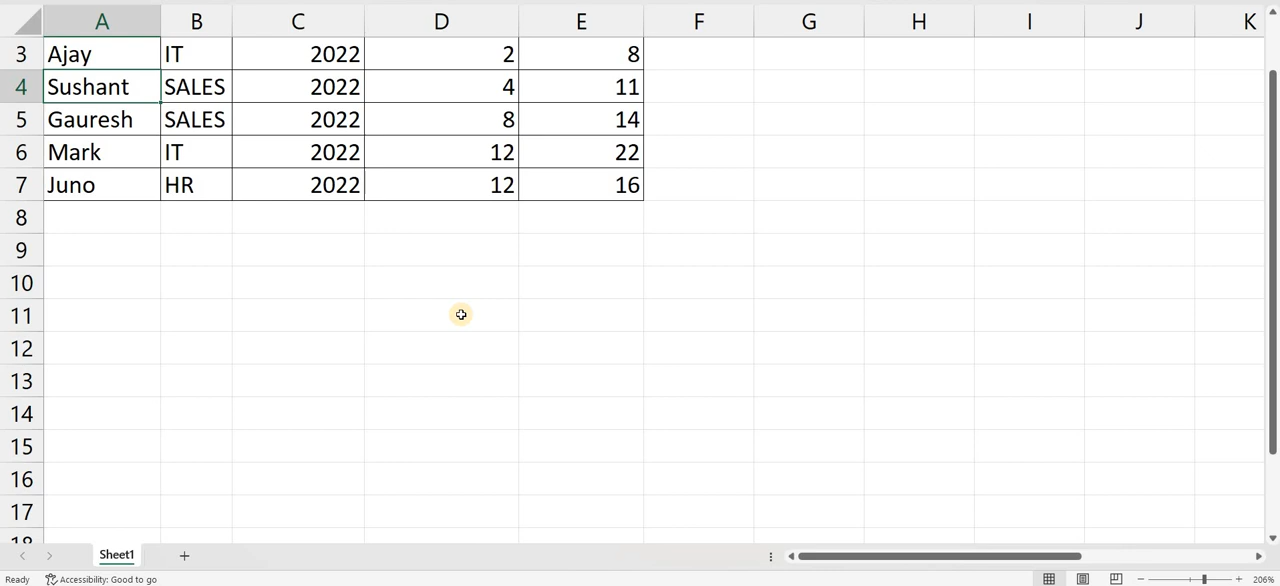 A B C D E F G H I J K
3 Ajay IT 2022 2 8
4 Sushant SALES 2022 4 11
5 Gauresh SALES 2022 8 14
6 Mark IT 2022 12 22
7 Juno HR 2022 12 16
8
9
10
11
12
13
14
15
16
17
18
Sheet1
Ready Accessibility: Good to go 206%